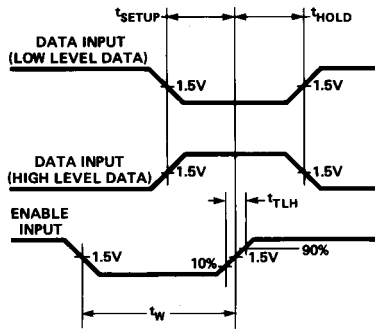 tSETUP
tHOLD
DATA INPUT
(LOW LEVEL DATA)
1.5V
1.5V
DATA INPUT
(HIGH LEVEL DATA)
1.5V
1.5V
tTLH
ENABLE
INPUT
1.5V
10%
1.5V
90%
tW